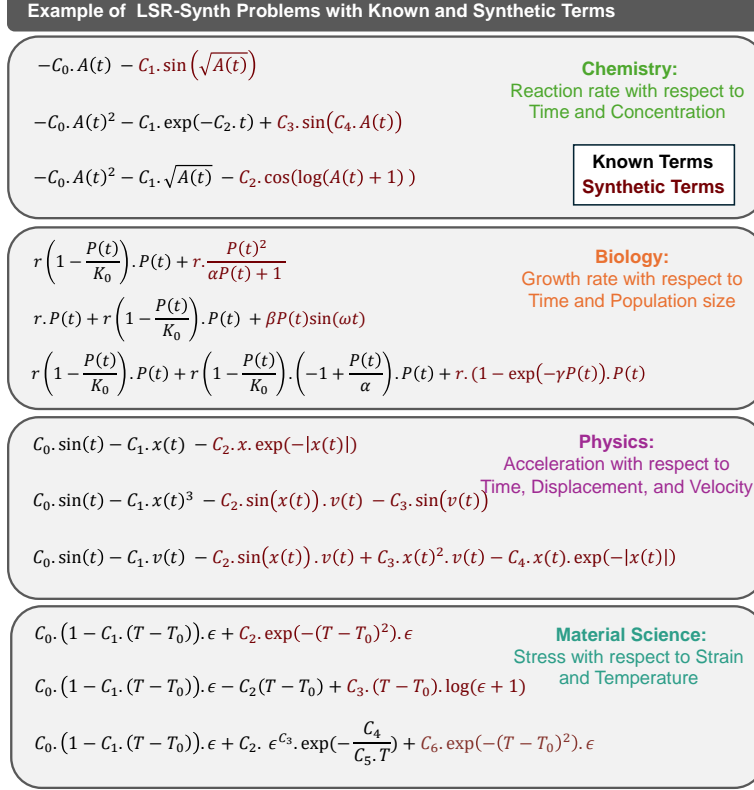 Example of LSR-Synth Problems with Known and Synthetic Terms
−C₀.A(t) − C₁.sin(√A(t))
Chemistry:
Reaction rate with respect to
Time and Concentration
−C₀.A(t)² − C₁.exp(−C₂.t) + C₃.sin(C₄.A(t))
−C₀.A(t)² − C₁.√A(t) − C₂.cos(log(A(t) + 1) )
Known Terms
Synthetic Terms
r(1 − P(t)/K₀).P(t) + r.P(t)²/(αP(t) + 1)
Biology:
Growth rate with respect to
Time and Population size
r.P(t) + r(1 − P(t)/K₀).P(t) + βP(t)sin(ωt)
r(1 − P(t)/K₀).P(t) + r(1 − P(t)/K₀).(−1 + P(t)/α).P(t) + r.(1 − exp(−γP(t)).P(t)
C₀.sin(t) − C₁.x(t) − C₂.x.exp(−|x(t)|)
Physics:
Acceleration with respect to
Time, Displacement, and Velocity
C₀.sin(t) − C₁.x(t)³ − C₂.sin(x(t)).v(t) − C₃.sin(v(t))
C₀.sin(t) − C₁.v(t) − C₂.sin(x(t)).v(t) + C₃.x(t)².v(t) − C₄.x(t).exp(−|x(t)|)
C₀.(1 − C₁.(T − T₀)).ϵ + C₂.exp(−(T − T₀)²).ϵ
Material Science:
Stress with respect to Strain
and Temperature
C₀.(1 − C₁.(T − T₀)).ϵ − C₂(T − T₀) + C₃.(T − T₀).log(ϵ + 1)
C₀.(1 − C₁.(T − T₀)).ϵ + C₂. ϵ^C₃.exp(−C₄/(C₅.T)) + C₆.exp(−(T − T₀)²).ϵ